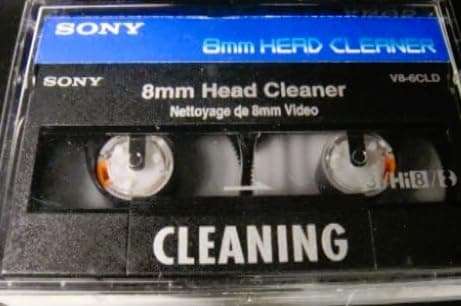 SONY
8mm HEAD CLEANER
SONY
V8-6CLD
8mm Head Cleaner
Nettoyage de 8mm Video
Hi8
CLEANING